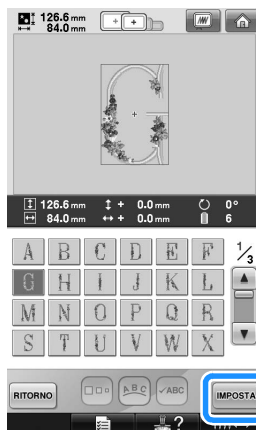 126.6 mm
84.0 mm
126.6 mm + 0.0 mm 0°
84.0 mm + 0.0 mm 6
A B C D E F 1/3
G H I J K L
M N O P Q R
S T U V W X
RITORNO ABC ABC IMPOSTA
?